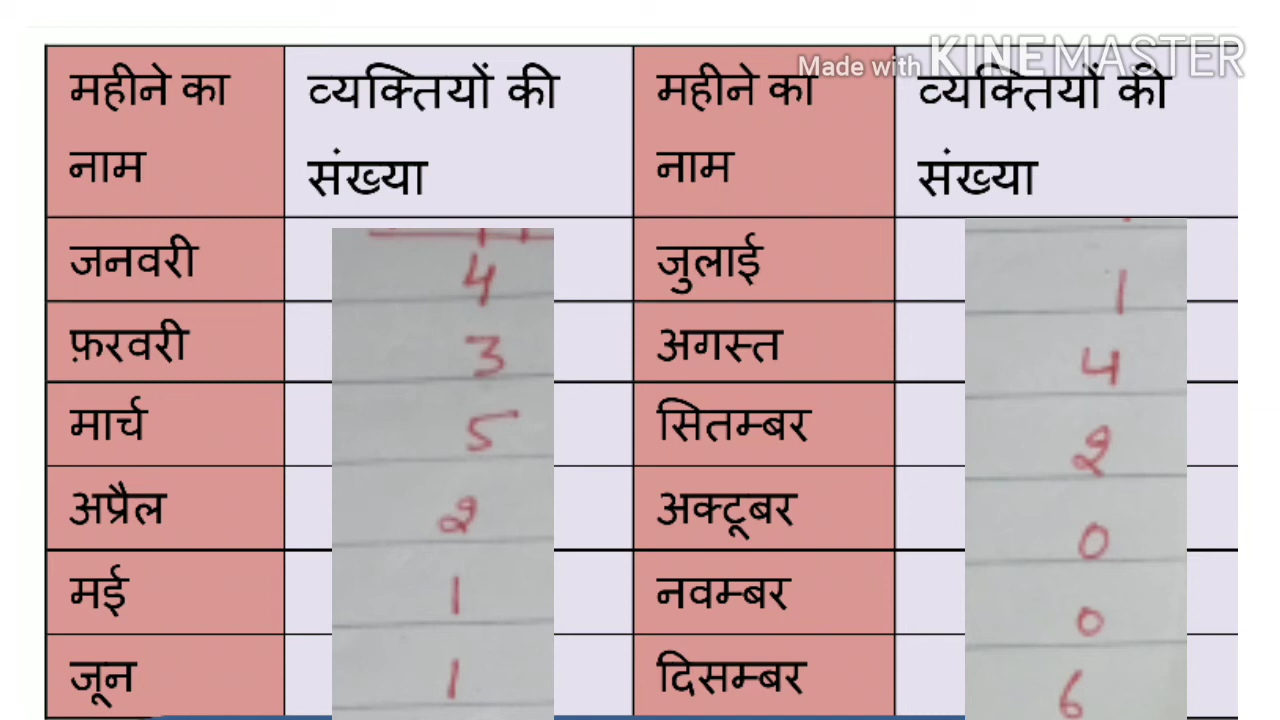 Made with KINEMASTER
महीने का नाम व्यक्तियों की संख्या महीने का नाम व्यक्तियों की संख्या
जनवरी 4 जुलाई 1
फ़रवरी 3 अगस्त 4
मार्च 5 सितम्बर 2
अप्रैल 2 अक्टूबर 0
मई 1 नवम्बर 0
जून 1 दिसम्बर 6